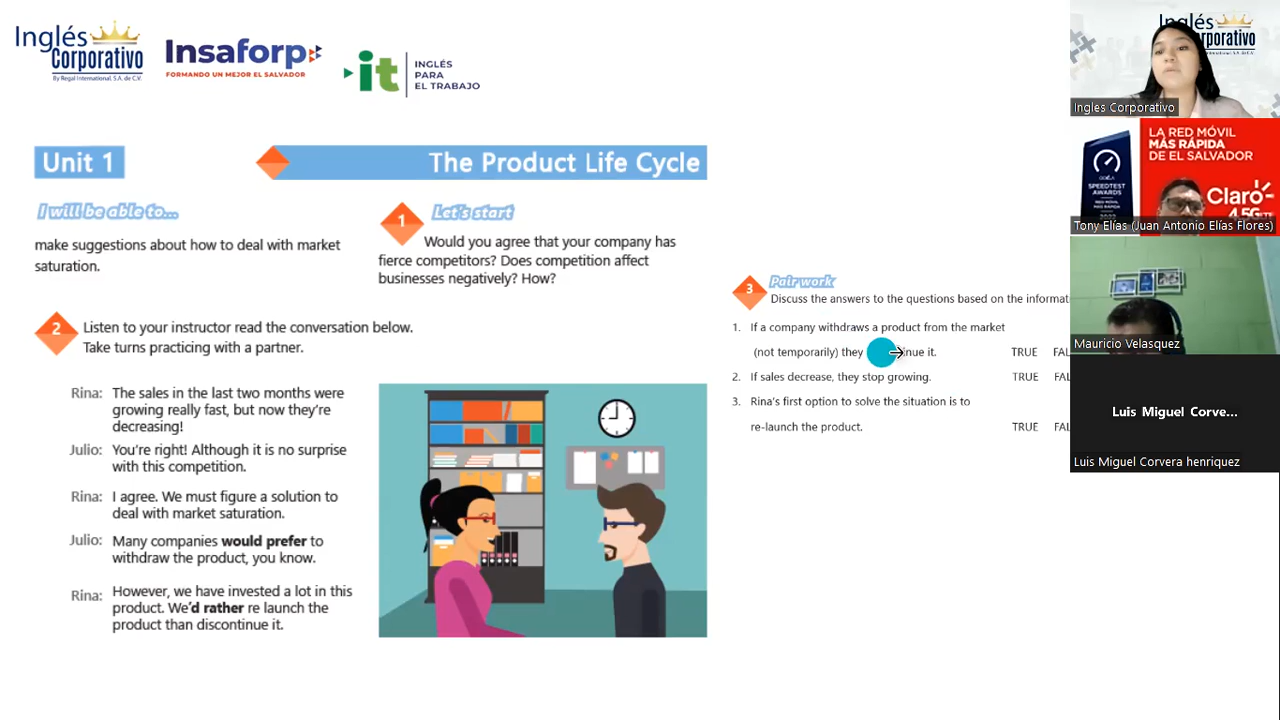 Inglés
Corporativo
By Regal International, S.A. de C.V.
Insaforp
FORMANDO UN MEJOR EL SALVADOR
it
INGLÉS
PARA
EL TRABAJO
Unit 1
The Product Life Cycle
I will be able to...
make suggestions about how to deal with market
saturation.
1
Let's start
Would you agree that your company has
fierce competitors? Does competition affect
businesses negatively? How?
2
Listen to your instructor read the conversation below.
Take turns practicing with a partner.
Rina: The sales in the last two months were
growing really fast, but now they're
decreasing!
Julio: You're right! Although it is no surprise
with this competition.
Rina: I agree. We must figure a solution to
deal with market saturation.
Julio: Many companies would prefer to
withdraw the product, you know.
Rina: However, we have invested a lot in this
product. We'd rather re launch the
product than discontinue it.
3
Pair work
Discuss the answers to the questions based on the informat
1. If a company withdraws a product from the market
(not temporarily) they nue it. TRUE FAL
2. If sales decrease, they stop growing. TRUE FAL
3. Rina's first option to solve the situation is to
re-launch the product. TRUE FAL
Inglés
Corporativo
Ingles Corporativo
LA RED MÓVIL
MÁS RÁPIDA
DE EL SALVADOR
SPEEDTEST
AWARDS
Claro
4.5G
Tony Elías (Juan Antonio Elías Flores)
Mauricio Velasquez
Luis Miguel Corve...
Luis Miguel Corvera henriquez